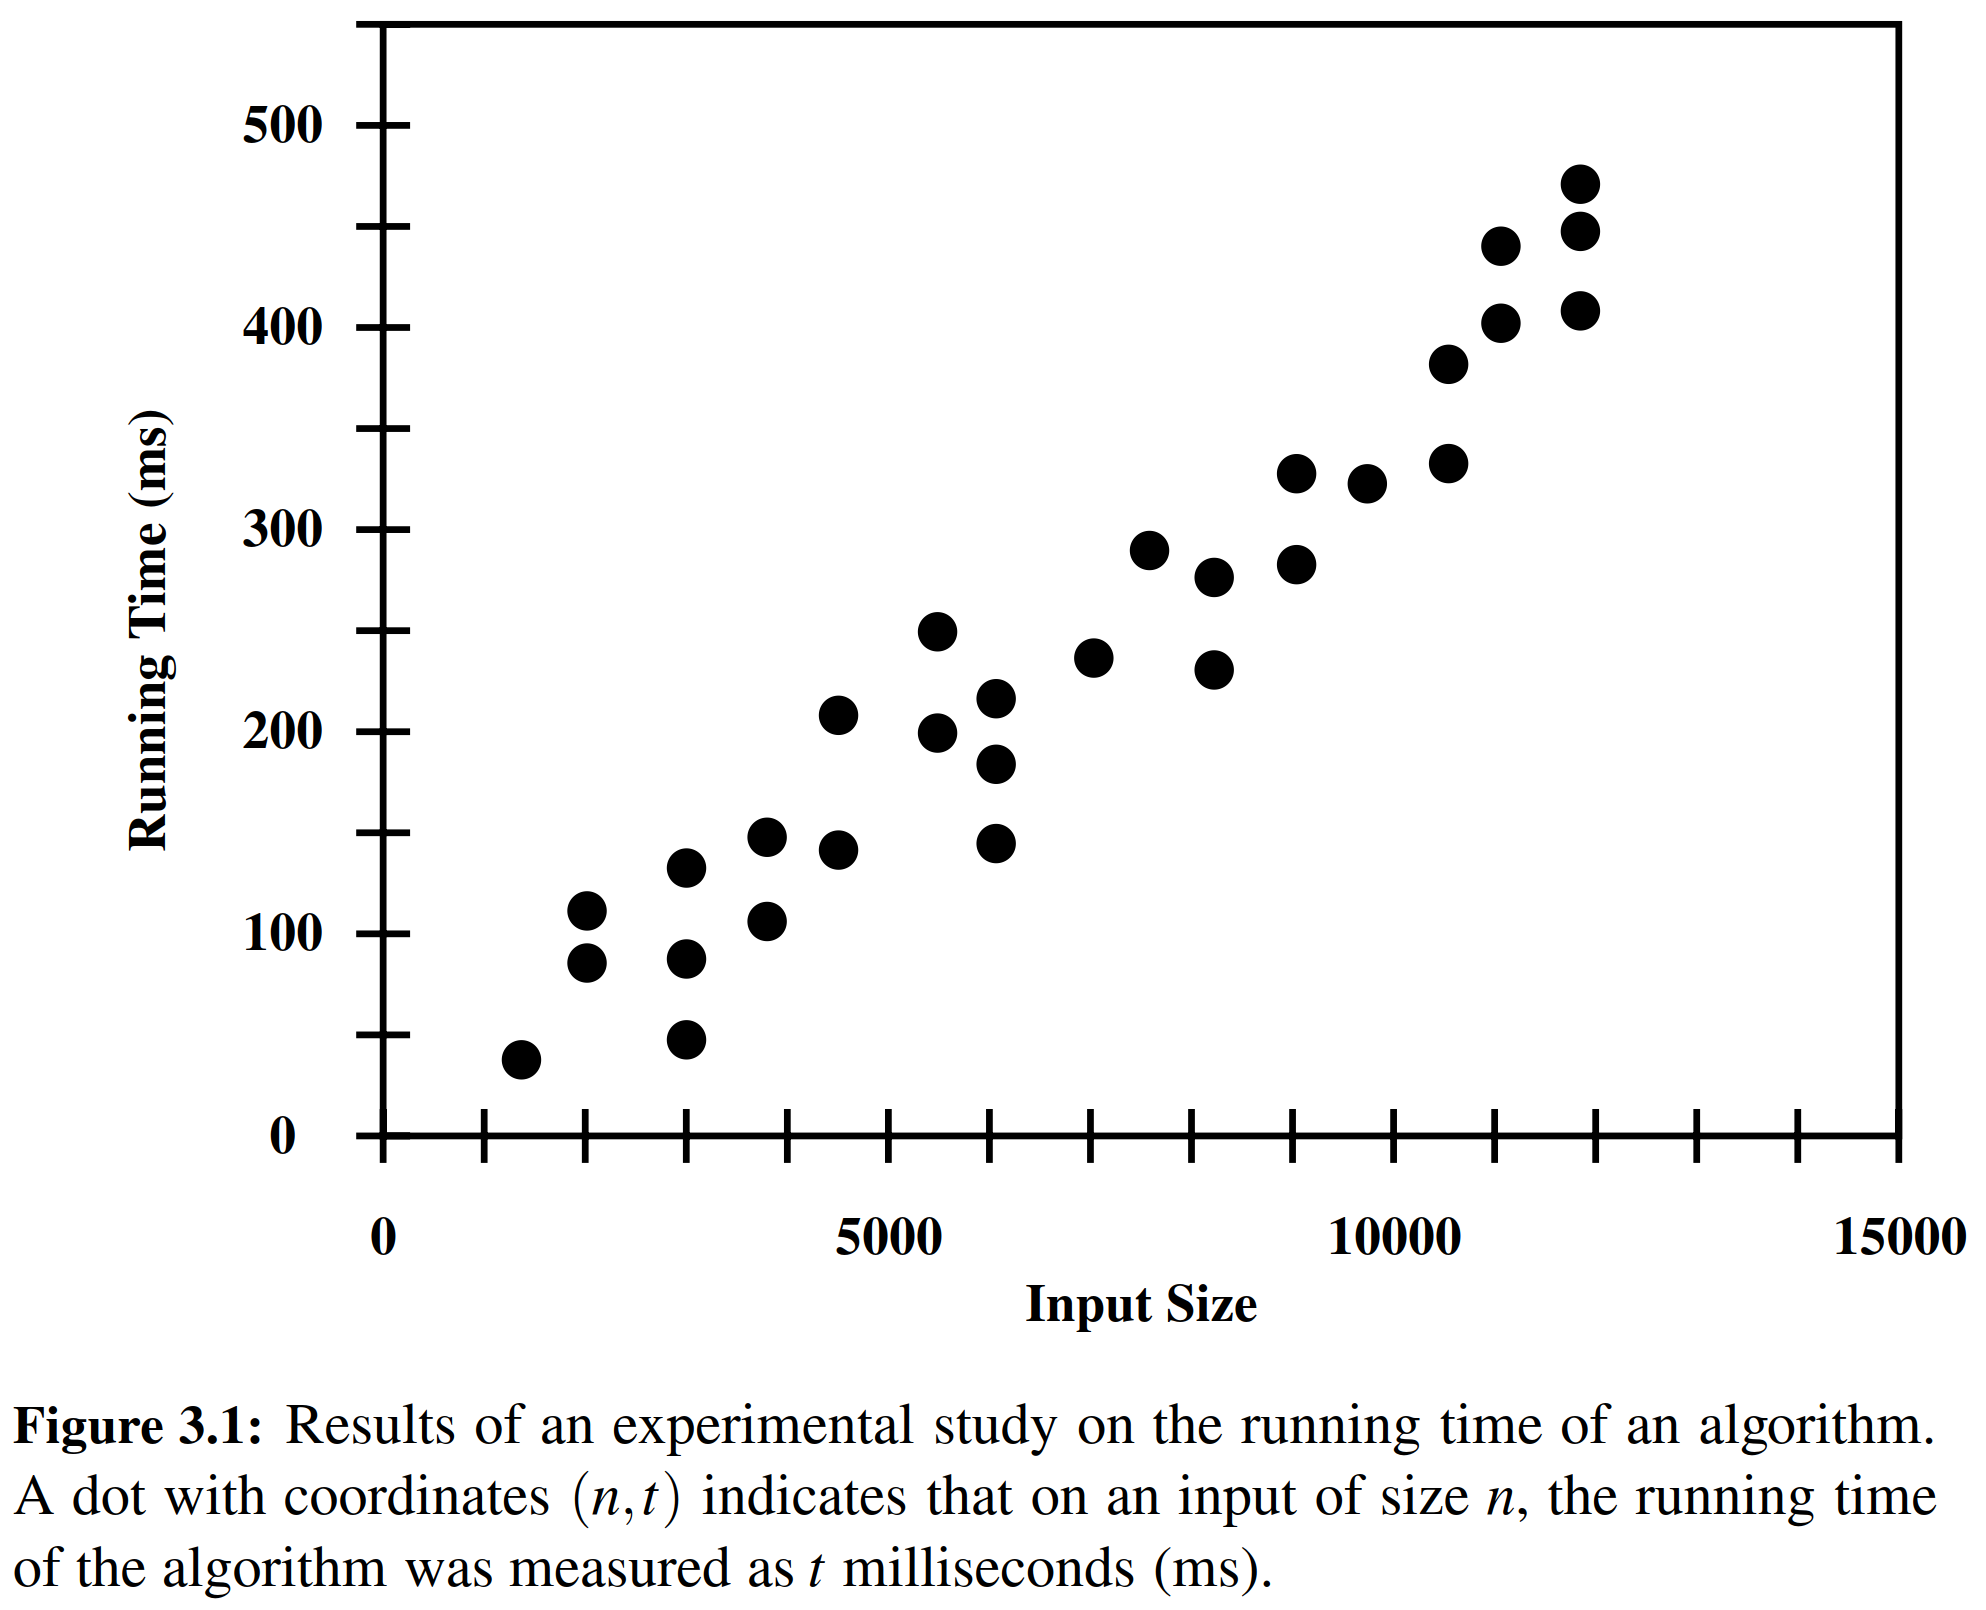 500
400
300
200
100
0
Running Time (ms)
0 5000 10000 15000
Input Size
Figure 3.1: Results of an experimental study on the running time of an algorithm.
A dot with coordinates (n,t) indicates that on an input of size n, the running time
of the algorithm was measured as t milliseconds (ms).